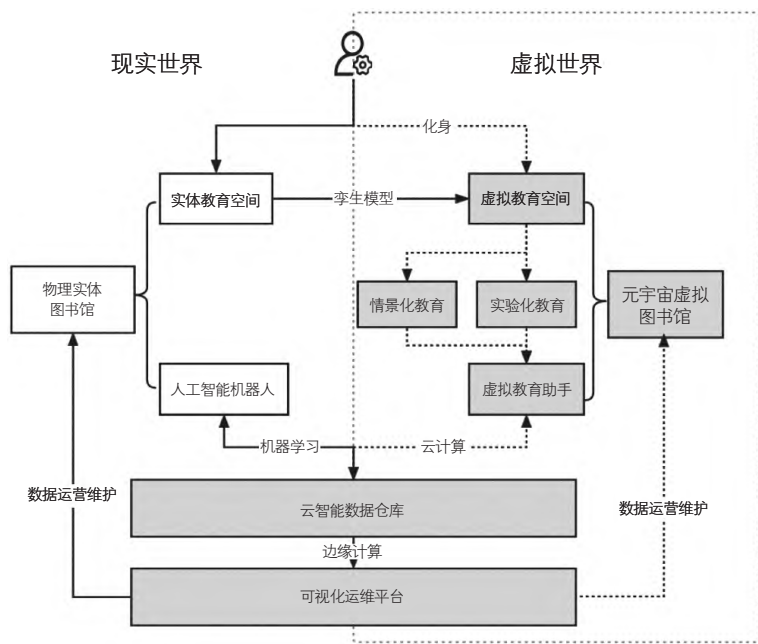 现实世界
虚拟世界
化身
实体教育空间
孪生模型
虚拟教育空间
物理实体
图书馆
情景化教育
实验化教育
元宇宙虚拟
图书馆
人工智能机器人
虚拟教育助手
机器学习
云计算
数据运营维护
云智能数据仓库
数据运营维护
边缘计算
可视化运维平台